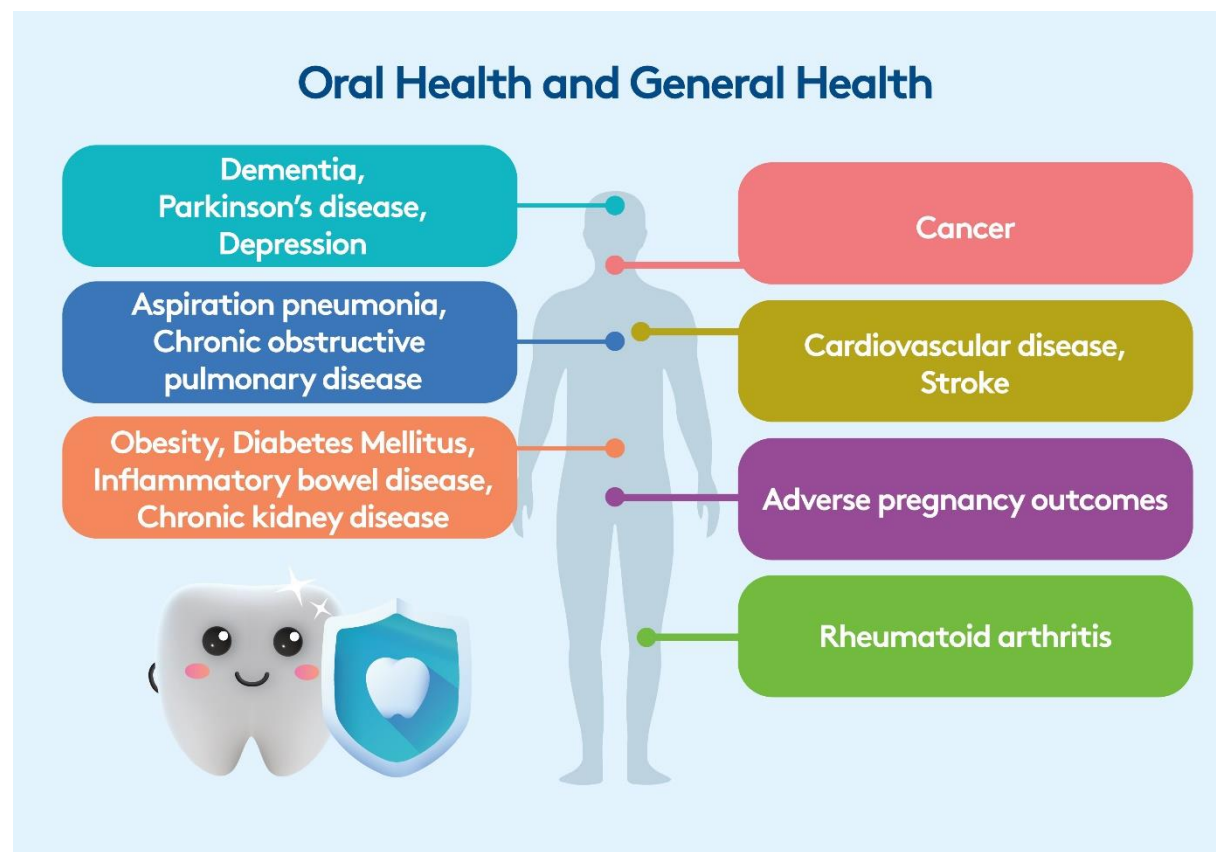 Oral Health and General Health
Dementia,
Parkinson's disease,
Depression
Aspiration pneumonia,
Chronic obstructive
pulmonary disease
Obesity, Diabetes Mellitus,
Inflammatory bowel disease,
Chronic kidney disease
Cancer
Cardiovascular disease,
Stroke
Adverse pregnancy outcomes
Rheumatoid arthritis